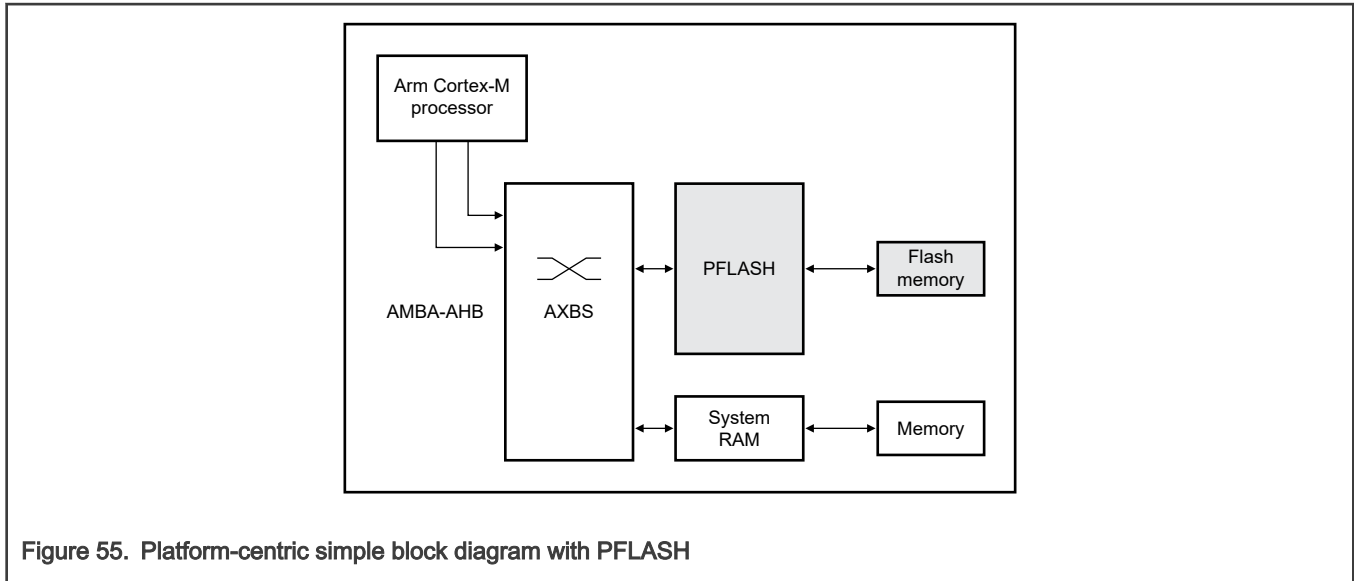 Arm Cortex-M
processor
PFLASH
Flash
memory
AMBA-AHB
AXBS
System
RAM
Memory
Figure 55. Platform-centric simple block diagram with PFLASH